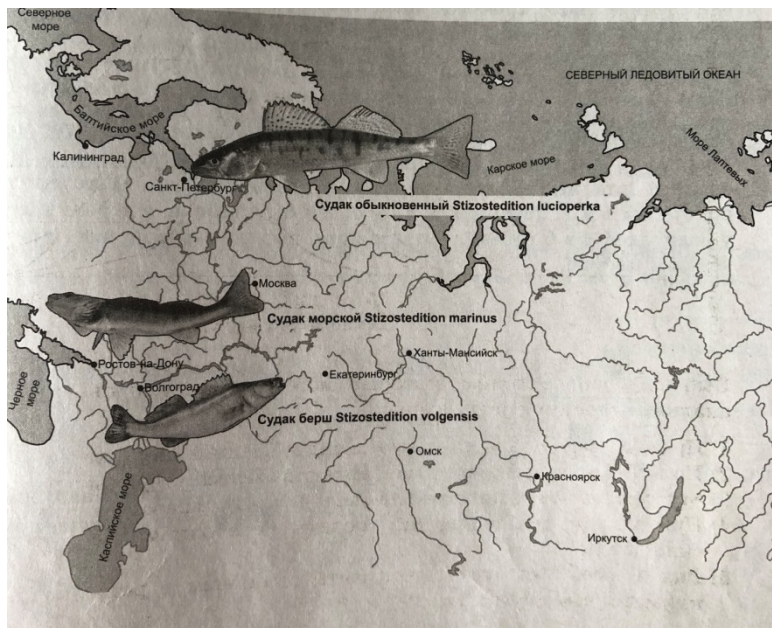 Северное
море
СЕВЕРНЫЙ ЛЕДОВИТЫЙ ОКЕАН
Балтийское море
Калининград
Санкт-Петербург
Карское море
Море Лаптевых
Судак обыкновенный Stizostedition lucioperka
Москва
Судак морской Stizostedition marinus
Ростов-на-Дону
Волгоград
Екатеринбург
Ханты-Мансийск
Черное
море
Судак берш Stizostedition volgensis
Омск
Красноярск
Каспийское море
Иркутск